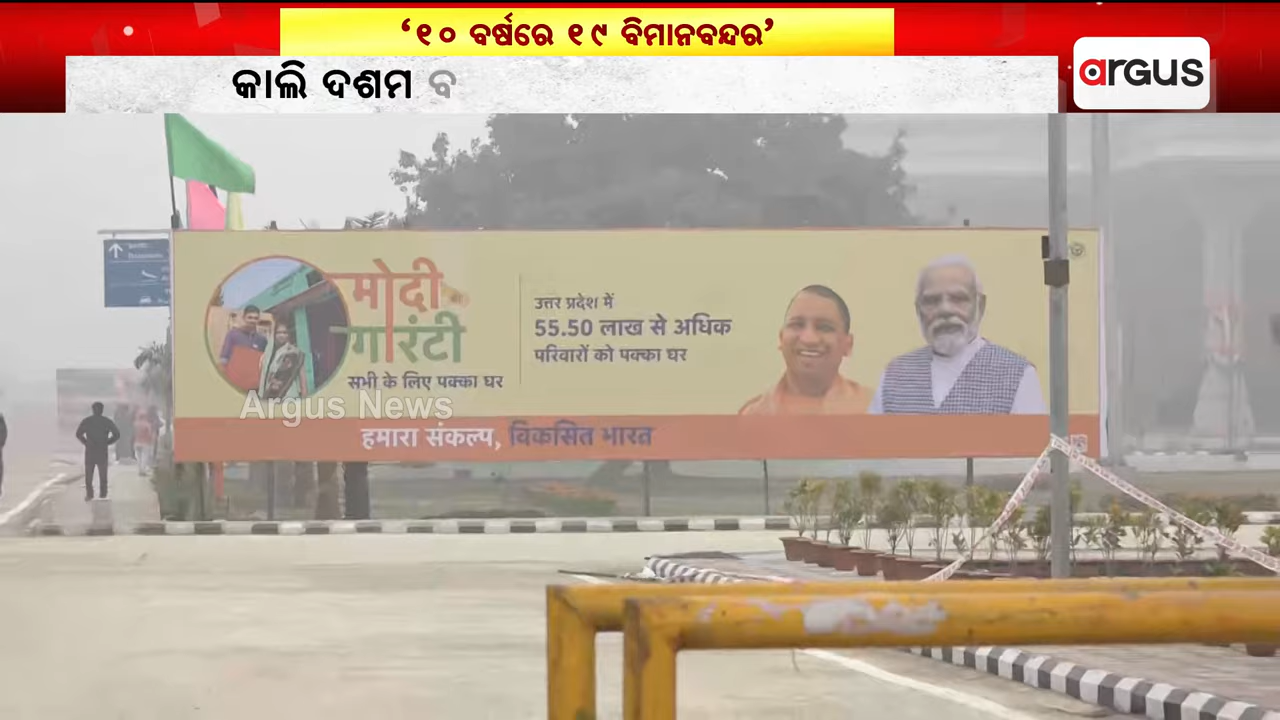 ‘୧୦ ବର୍ଷରେ ୧୯ ବିମାନବନ୍ଦର’
କାଲି ଦଶମ ବ
argus
मोदी
गारंटी
सभी के लिए पक्का घर
उत्तर प्रदेश में
55.50 लाख से अधिक
परिवारों को पक्का घर
Argus News
हमारा संकल्प, विकसित भारत